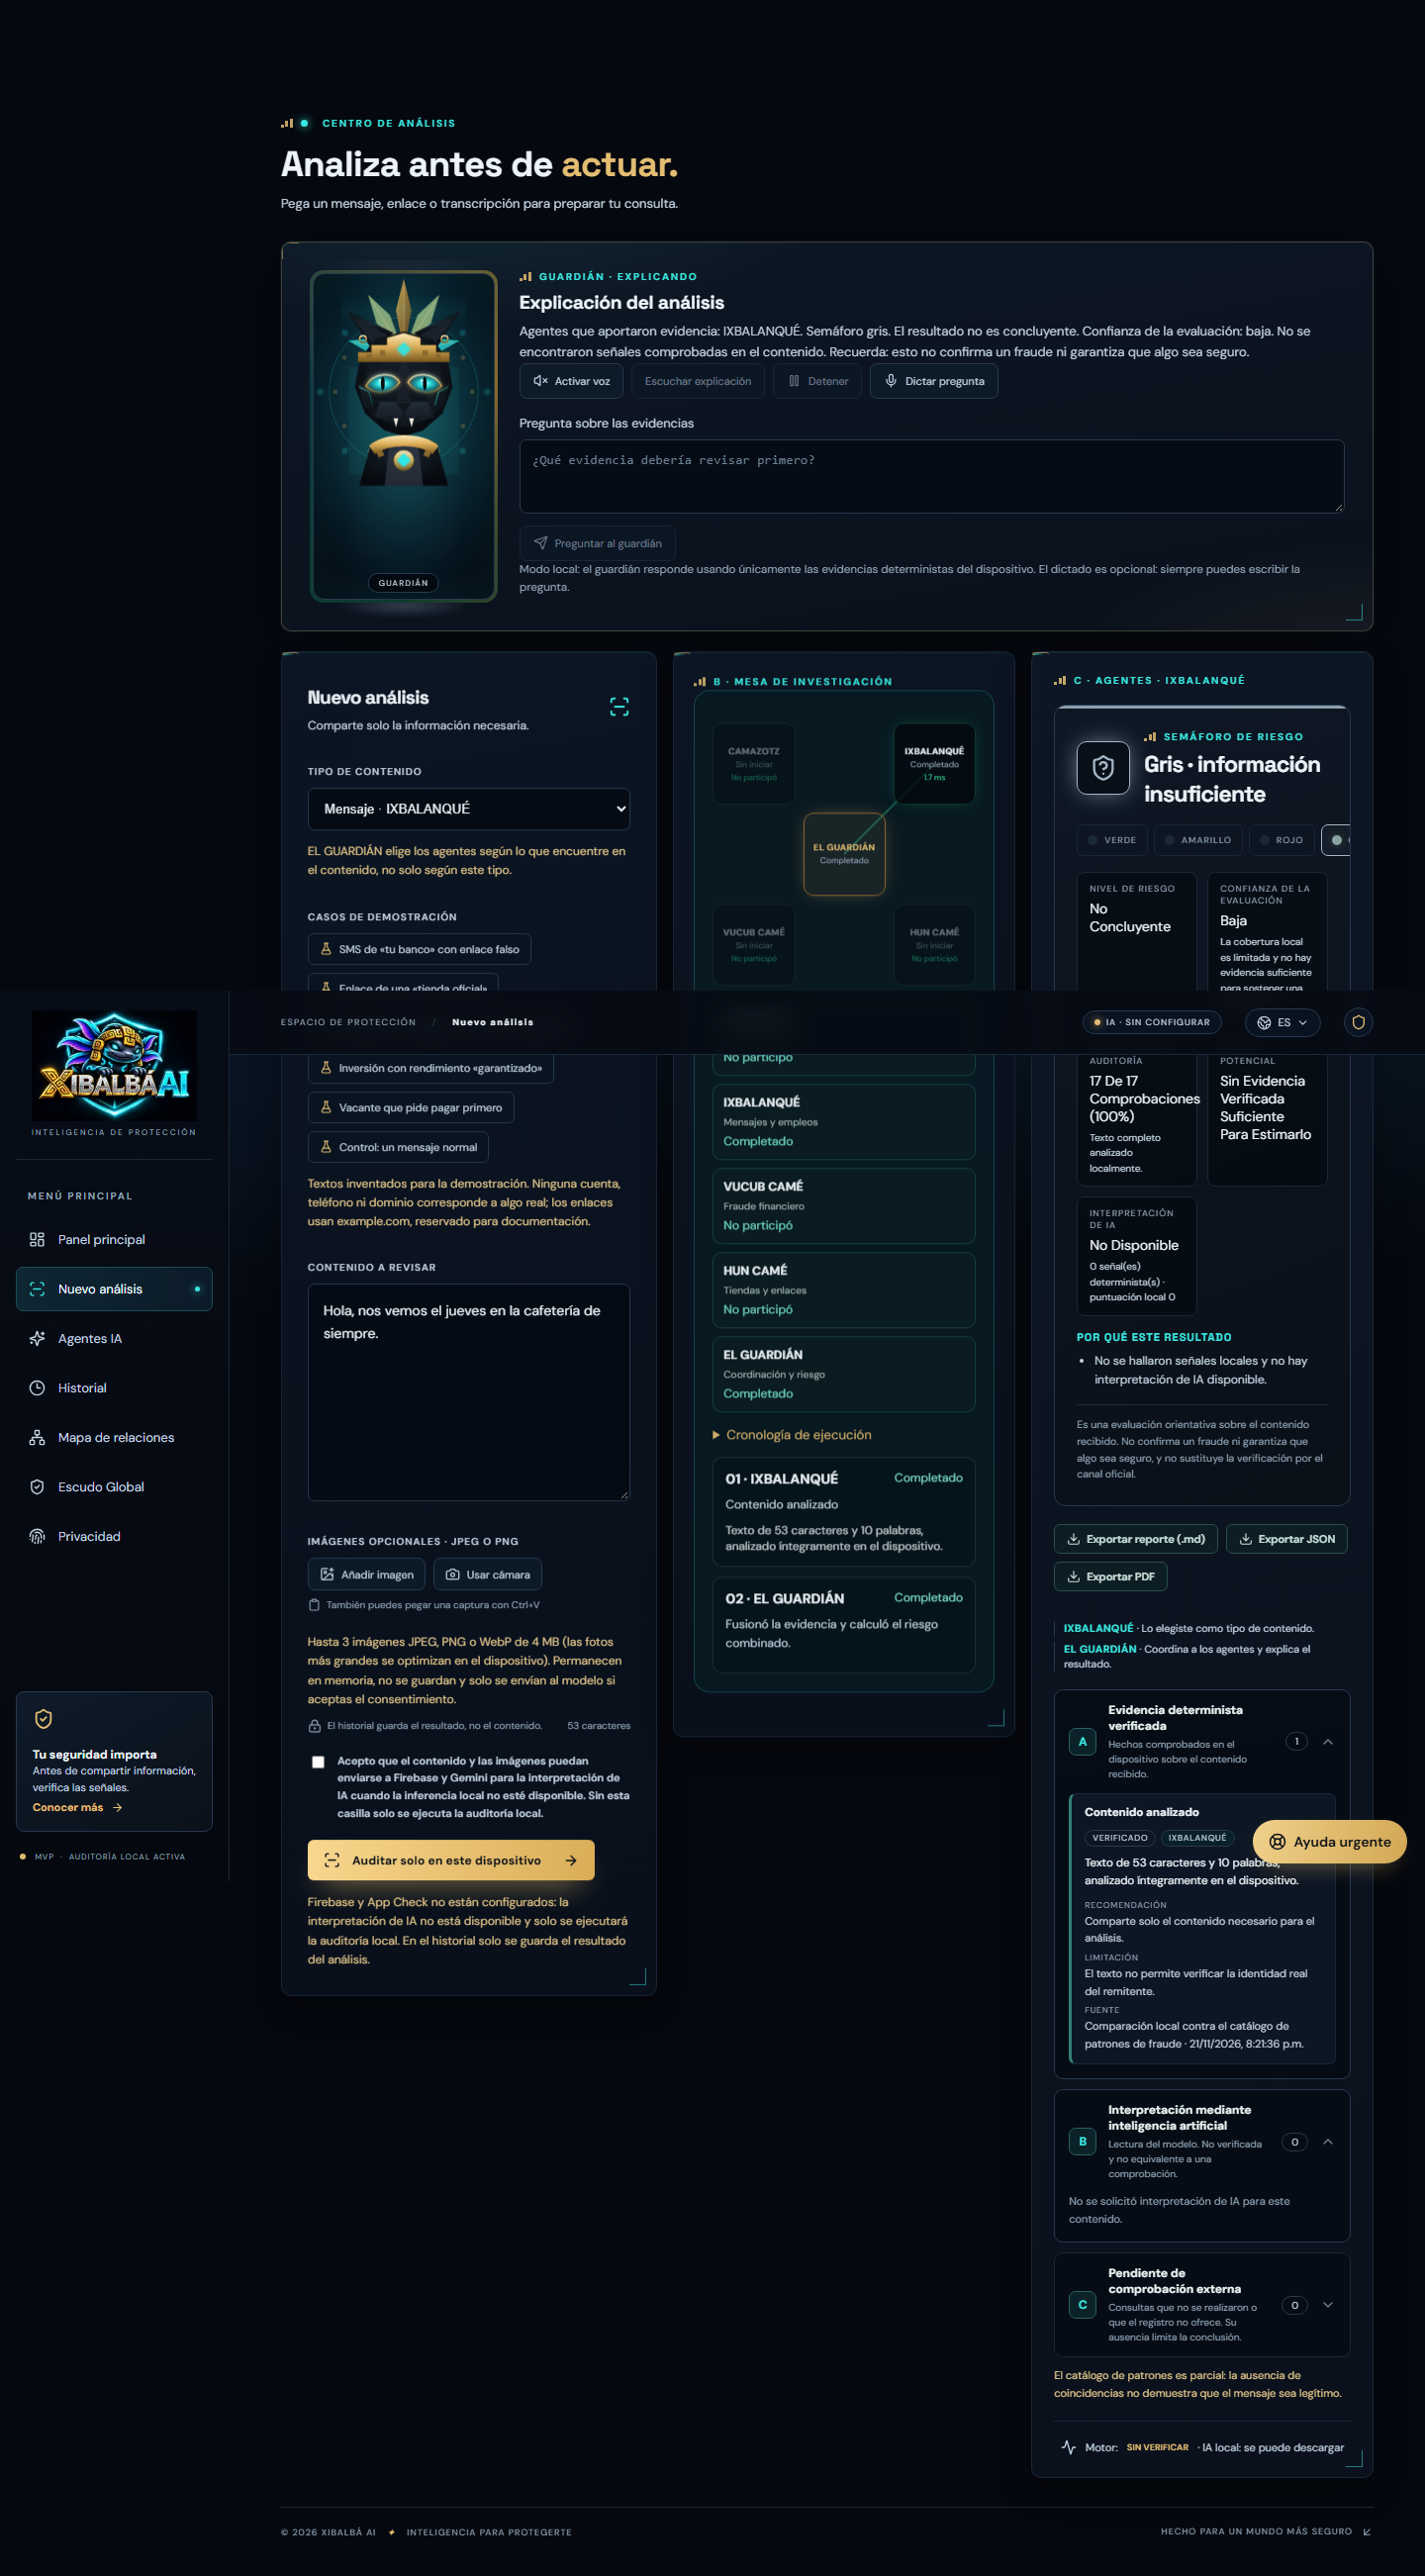 CENTRO DE ANÁLISIS
Analiza antes de actuar.
Pega un mensaje, enlace o transcripción para preparar tu consulta.
GUARDIÁN
GUARDIÁN · EXPLICANDO
Explicación del análisis
Agentes que aportaron evidencia: IXBALANQUÉ. Semáforo gris. El resultado no es concluyente. Confianza de la evaluación: baja. No se
encontraron señales comprobadas en el contenido. Recuerda: esto no confirma un fraude ni garantiza que algo sea seguro.
Activar voz
Escuchar explicación
Detener
Dictar pregunta
Pregunta sobre las evidencias
¿Qué evidencia debería revisar primero?
Preguntar al guardián
Modo local: el guardián responde usando únicamente las evidencias deterministas del dispositivo. El dictado es opcional: siempre puedes escribir la
pregunta.
Nuevo análisis
Comparte solo la información necesaria.
TIPO DE CONTENIDO
Mensaje · IXBALANQUÉ
EL GUARDIÁN elige los agentes según lo que encuentre en
el contenido, no solo según este tipo.
CASOS DE DEMOSTRACIÓN
SMS de «tu banco» con enlace falso
Enlace de una «tienda oficial»
Inversión con rendimiento «garantizado»
Vacante que pide pagar primero
Control: un mensaje normal
Textos inventados para la demostración. Ninguna cuenta,
teléfono ni dominio corresponde a algo real; los enlaces
usan example.com, reservado para documentación.
CONTENIDO A REVISAR
Hola, nos vemos el jueves en la cafetería de
siempre.
IMÁGENES OPCIONALES · JPEG O PNG
Añadir imagen
Usar cámara
También puedes pegar una captura con Ctrl+V
Hasta 3 imágenes JPEG, PNG o WebP de 4 MB (las fotos
más grandes se optimizan en el dispositivo). Permanecen
en memoria, no se guardan y solo se envían al modelo si
aceptas el consentimiento.
El historial guarda el resultado, no el contenido.
53 caracteres
Acepto que el contenido y las imágenes puedan
enviarse a Firebase y Gemini para la interpretación de
IA cuando la inferencia local no esté disponible. Sin esta
casilla solo se ejecuta la auditoría local.
Auditar solo en este dispositivo
Firebase y App Check no están configurados: la
interpretación de IA no está disponible y solo se ejecutará
la auditoría local. En el historial solo se guarda el resultado
del análisis.
B · MESA DE INVESTIGACIÓN
CAMAZOTZ
Sin iniciar
No participó
IXBALANQUÉ
Completado
1.7 ms
EL GUARDIÁN
Completado
VUCUB CAMÉ
Sin iniciar
No participó
HUN CAMÉ
Sin iniciar
No participó
No participó
IXBALANQUÉ
Mensajes y empleos
Completado
VUCUB CAMÉ
Fraude financiero
No participó
HUN CAMÉ
Tiendas y enlaces
No participó
EL GUARDIÁN
Coordinación y riesgo
Completado
Cronología de ejecución
01 · IXBALANQUÉ
Completado
Contenido analizado
Texto de 53 caracteres y 10 palabras,
analizado íntegramente en el dispositivo.
02 · EL GUARDIÁN
Completado
Fusionó la evidencia y calculó el riesgo
combinado.
C · AGENTES · IXBALANQUÉ
SEMÁFORO DE RIESGO
Gris · información
insuficiente
VERDE
AMARILLO
ROJO
NIVEL DE RIESGO
No
Concluyente
CONFIANZA DE LA
EVALUACIÓN
Baja
La cobertura local
es limitada y no hay
evidencia suficiente
para sostener una
AUDITORÍA
17 De 17
Comprobaciones
(100%)
Texto completo
analizado
localmente.
POTENCIAL
Sin Evidencia
Verificada
Suficiente
Para Estimarlo
INTERPRETACIÓN
DE IA
No Disponible
0 señal(es)
determinista(s) ·
puntuación local 0
POR QUÉ ESTE RESULTADO
• No se hallaron señales locales y no hay
interpretación de IA disponible.
Es una evaluación orientativa sobre el contenido
recibido. No confirma un fraude ni garantiza que
algo sea seguro, y no sustituye la verificación por el
canal oficial.
Exportar reporte (.md)
Exportar JSON
Exportar PDF
IXBALANQUÉ · Lo elegiste como tipo de contenido.
EL GUARDIÁN · Coordina a los agentes y explica el
resultado.
A
Evidencia determinista
verificada
Hechos comprobados en el
dispositivo sobre el contenido
recibido.
1
Contenido analizado
VERIFICADO
IXBALANQUÉ
Texto de 53 caracteres y 10 palabras,
analizado íntegramente en el dispositivo.
RECOMENDACIÓN
Comparte solo el contenido necesario para el
análisis.
LIMITACIÓN
El texto no permite verificar la identidad real
del remitente.
FUENTE
Comparación local contra el catálogo de
patrones de fraude · 21/11/2026, 8:21:36 p.m.
B
Interpretación mediante
inteligencia artificial
Lectura del modelo. No verificada
y no equivalente a una
comprobación.
0
No se solicitó interpretación de IA para este
contenido.
C
Pendiente de
comprobación externa
Consultas que no se realizaron o
que el registro no ofrece. Su
ausencia limita la conclusión.
0
El catálogo de patrones es parcial: la ausencia de
coincidencias no demuestra que el mensaje sea legítimo.
Motor: SIN VERIFICAR · IA local: se puede descargar
Ayuda urgente
XIBALBÁ AI
INTELIGENCIA DE PROTECCIÓN
ESPACIO DE PROTECCIÓN / Nuevo análisis
IA · SIN CONFIGURAR
ES
MENÚ PRINCIPAL
Panel principal
Nuevo análisis
Agentes IA
Historial
Mapa de relaciones
Escudo Global
Privacidad
Tu seguridad importa
Antes de compartir información,
verifica las señales.
Conocer más
MVP · AUDITORÍA LOCAL ACTIVA
© 2026 XIBALBÁ AI
INTELIGENCIA PARA PROTEGERTE
HECHO PARA UN MUNDO MÁS SEGURO